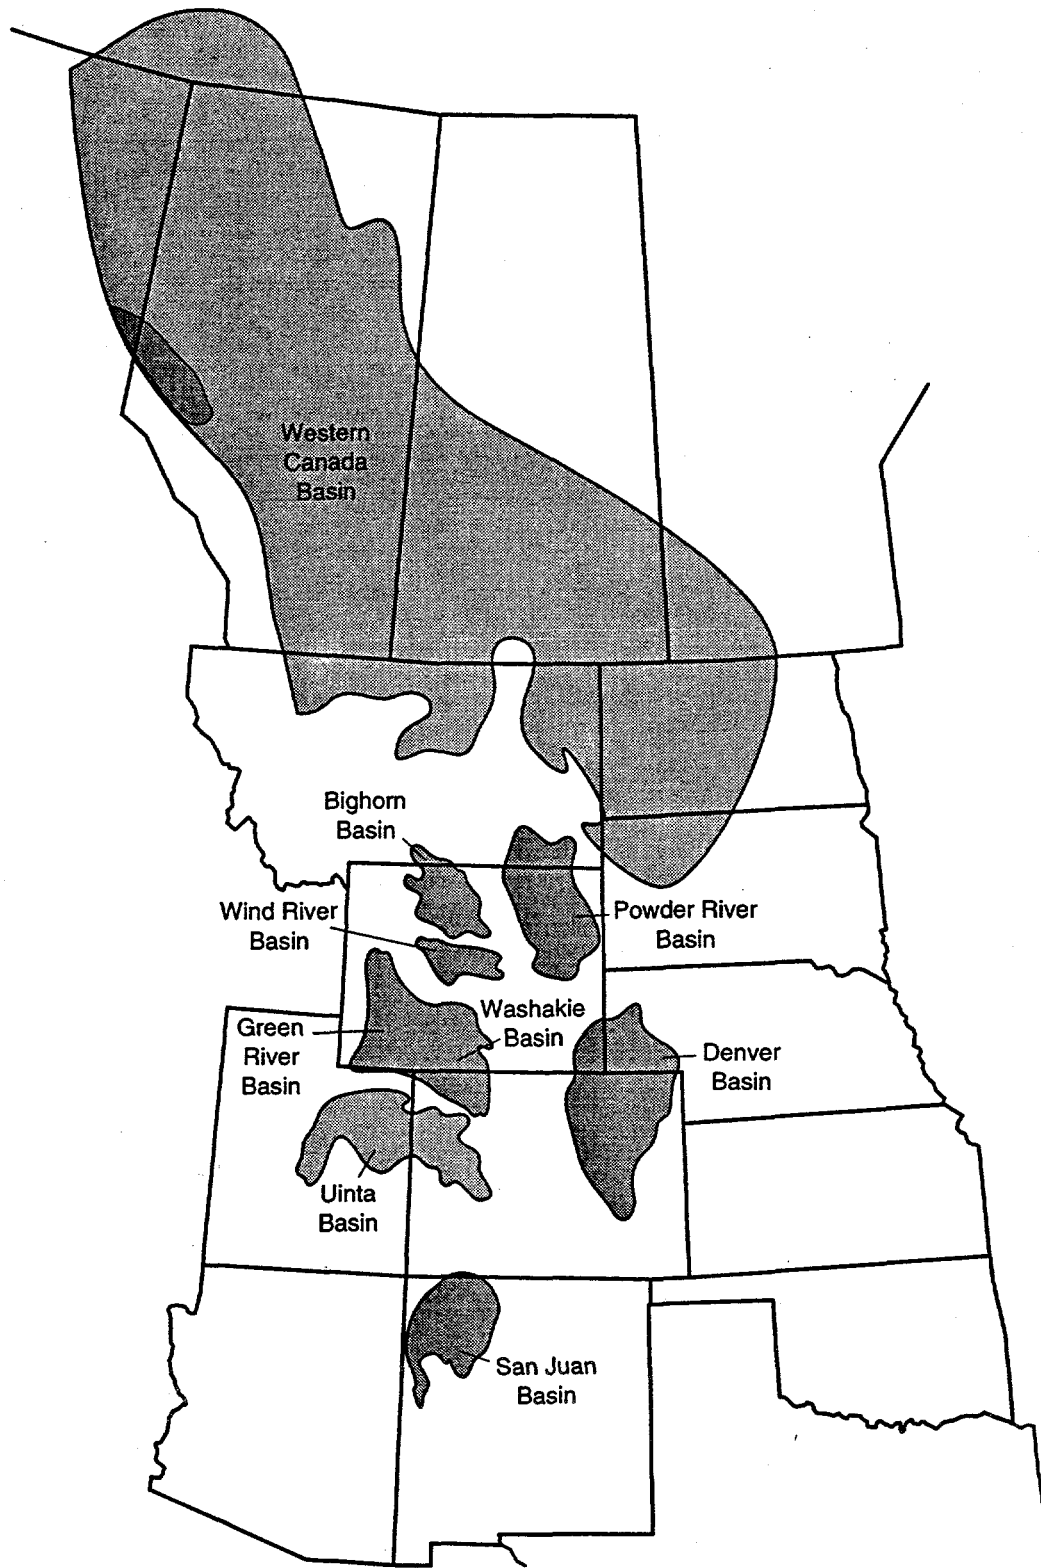 Western
Canada
Basin
Bighorn
Basin
Wind River
Basin
Powder River
Basin
Washakie
Basin
Green
River
Basin
Denver
Basin
Uinta
Basin
San Juan
Basin